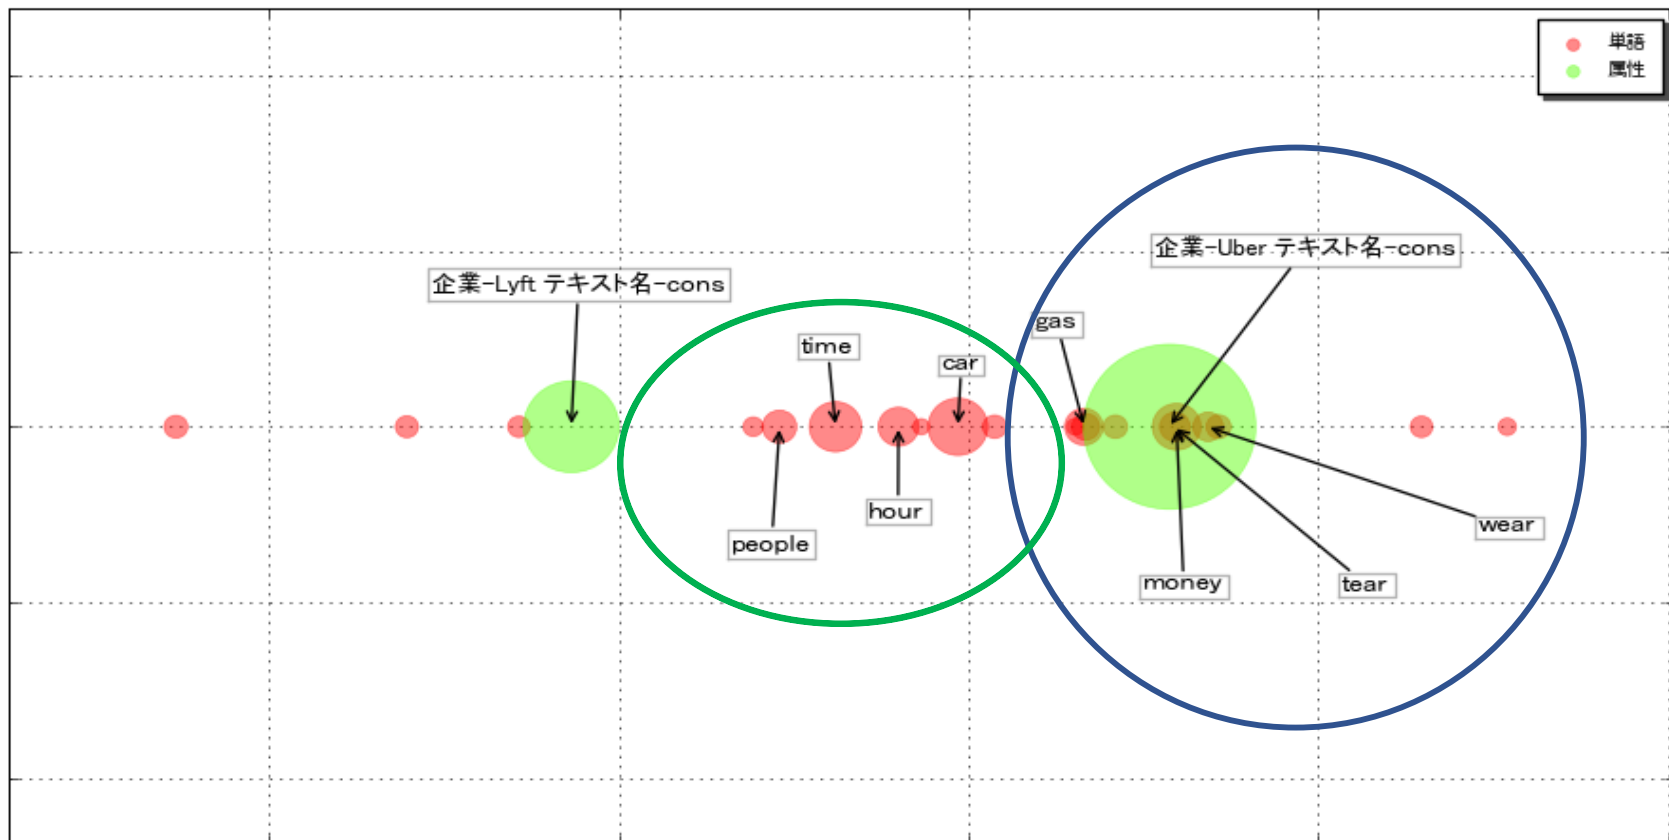 単語
属性
企業-Uber テキスト名-cons
企業-Lyft テキスト名-cons
gas
time
car
hour
wear
people
money
tear